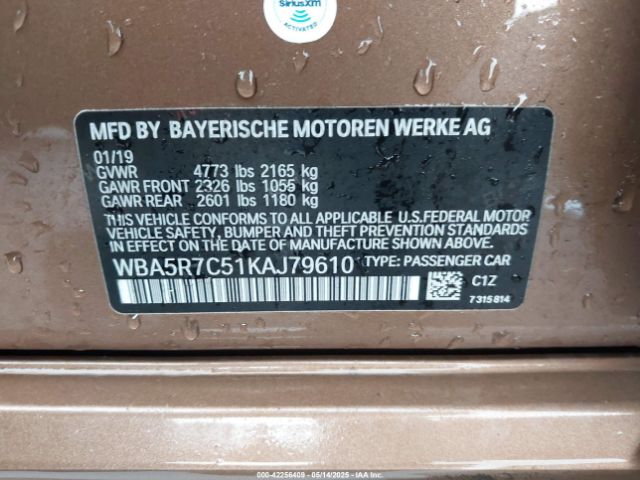 SiriusXM
ACTIVATED
MFD BY BAYERISCHE MOTOREN WERKE AG
01/19
GVWR 4773 lbs 2165 kg
GAWR FRONT 2326 lbs 1055 kg
GAWR REAR 2601 lbs 1180 kg
THIS VEHICLE CONFORMS TO ALL APPLICABLE U.S.FEDERAL MOTOR
VEHICLE SAFETY, BUMPER AND THEFT PREVENTION STANDARDS
IN EFFECT ON THE DATE OF MANUFACTURE SHOWN ABOVE.
WBA5R7C51KAJ79610 TYPE: PASSENGER CAR
C1Z
7315814
000-42256409 - 05/14/2025 - IAAI.COM